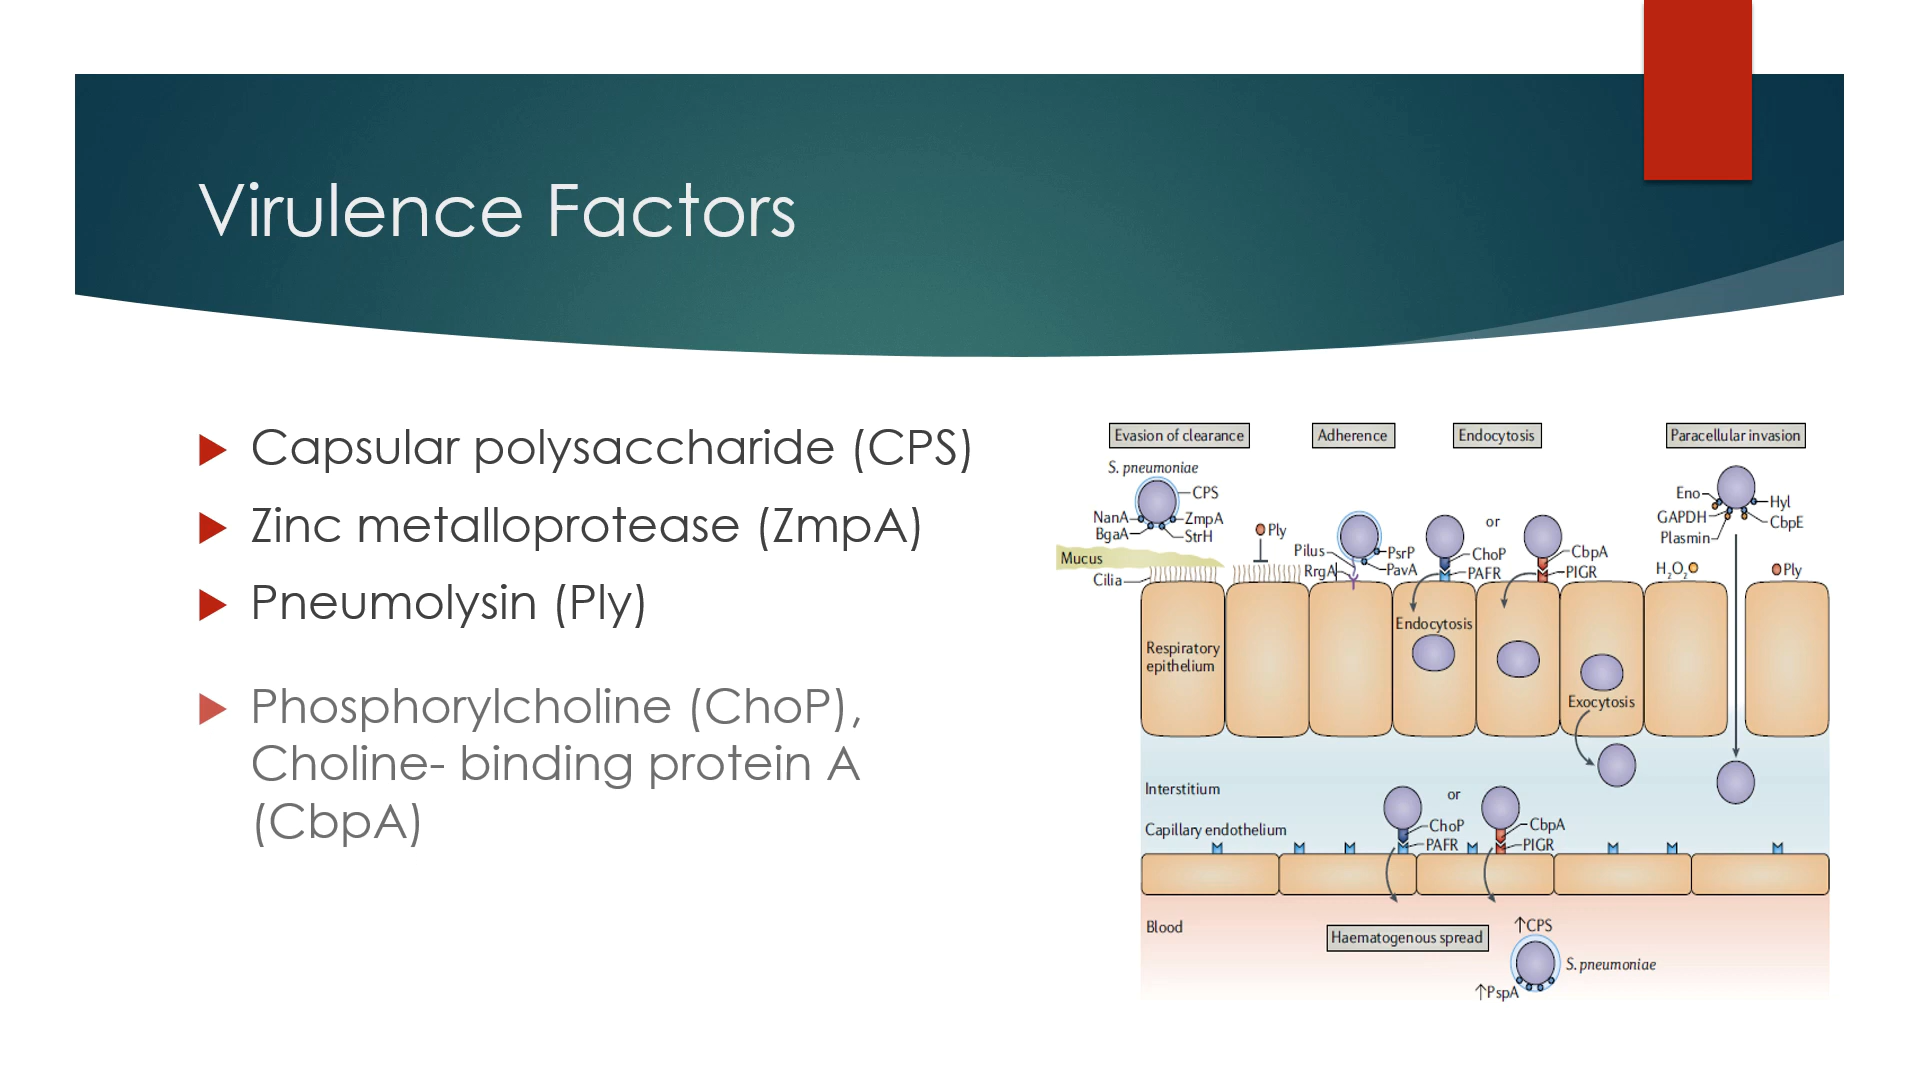 Virulence Factors
Capsular polysaccharide (CPS)
Zinc metalloprotease (ZmpA)
Pneumolysin (Ply)
Phosphorylcholine (ChoP),
Choline- binding protein A
(CbpA)
Evasion of clearance
Adherence
Endocytosis
Paracellular invasion
S. pneumoniae
CPS
NanA
ZmpA
BgaA
StrH
Mucus
Cilia
Ply
Pilus
PsrP
RrgA
PavA
or
ChoP
PAFR
CbpA
PIGR
Eno
Hyl
GAPDH
CbpE
Plasmin
H₂O₂
Ply
Endocytosis
Respiratory
epithelium
Exocytosis
Interstitium
or
Capillary endothelium
ChoP
PAFR
CbpA
PIGR
Blood
Haematogenous spread
↑CPS
S. pneumoniae
↑PspA